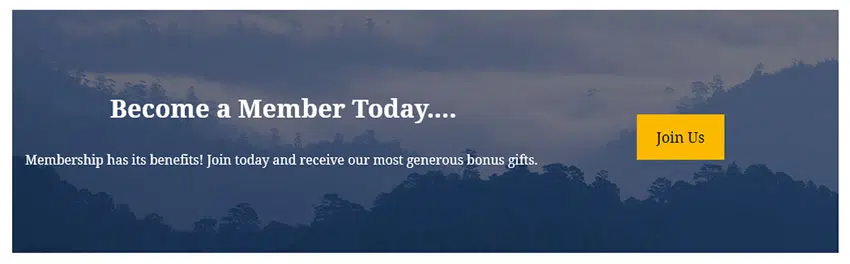 Become a Member Today....
Membership has its benefits! Join today and receive our most generous bonus gifts.
Join Us